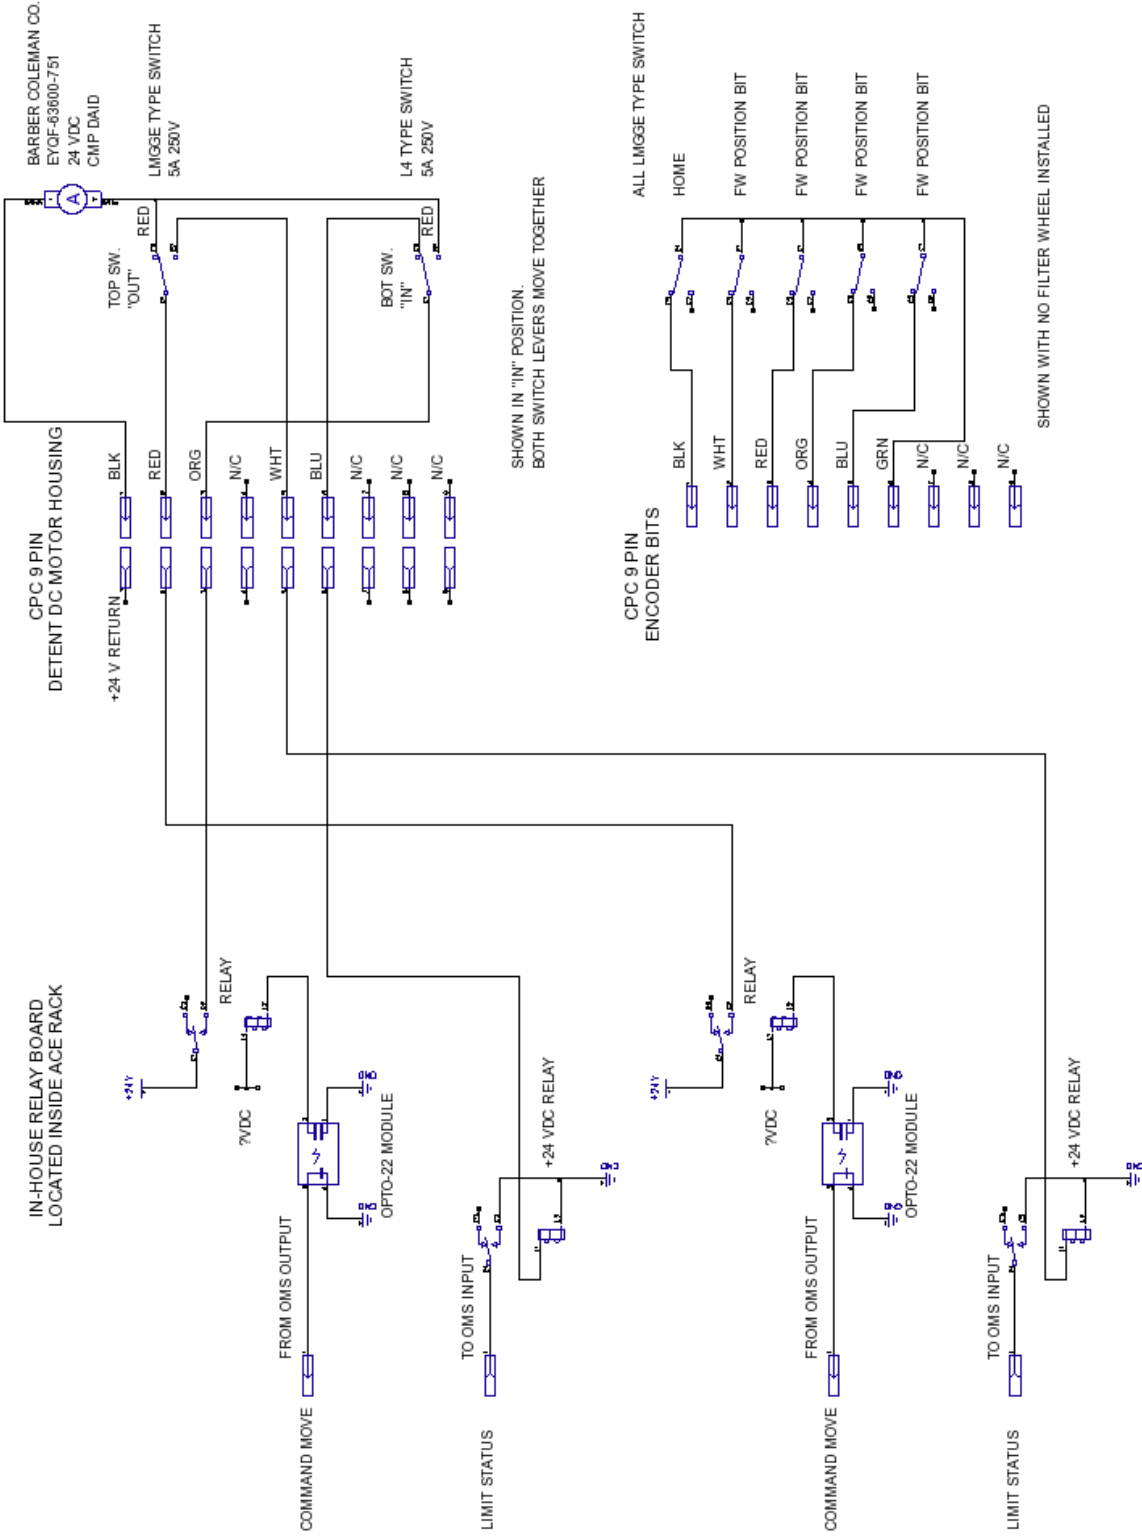 IN-HOUSE RELAY BOARD
LOCATED INSIDE ACE RACK
CPC 9 PIN
DETENT DC MOTOR HOUSING
BARBER COLEMAN CO.
EYQF-63600-751
24 VDC
CMP DAID
+24 V RETURN
BLK
RED
ORG
N/C
WHT
BLU
N/C
N/C
N/C
A
TOP SW.
"OUT"
RED
LMGGE TYPE SWITCH
5A 250V
BOT SW.
"IN"
RED
L4 TYPE SWITCH
5A 250V
SHOWN IN "IN" POSITION.
BOTH SWITCH LEVERS MOVE TOGETHER
+24V
RELAY
?VDC
OPTO-22 MODULE
FROM OMS OUTPUT
COMMAND MOVE
TO OMS INPUT
+24 VDC RELAY
LIMIT STATUS
CPC 9 PIN
ENCODER BITS
BLK
WHT
RED
ORG
BLU
GRN
N/C
N/C
N/C
ALL LMGGE TYPE SWITCH
HOME
FW POSITION BIT
FW POSITION BIT
FW POSITION BIT
FW POSITION BIT
SHOWN WITH NO FILTER WHEEL INSTALLED
+24V
RELAY
?VDC
OPTO-22 MODULE
FROM OMS OUTPUT
COMMAND MOVE
TO OMS INPUT
+24 VDC RELAY
LIMIT STATUS